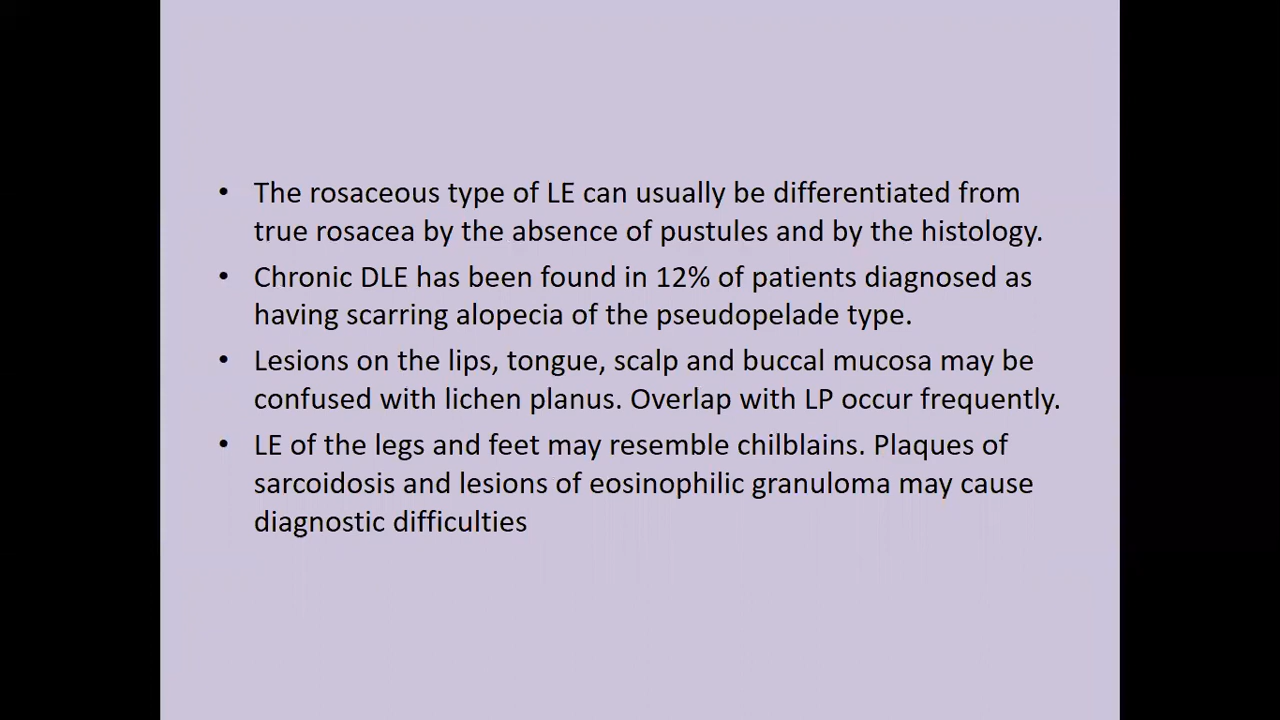 • The rosaceous type of LE can usually be differentiated from
true rosacea by the absence of pustules and by the histology.
• Chronic DLE has been found in 12% of patients diagnosed as
having scarring alopecia of the pseudopelade type.
• Lesions on the lips, tongue, scalp and buccal mucosa may be
confused with lichen planus. Overlap with LP occur frequently.
• LE of the legs and feet may resemble chilblains. Plaques of
sarcoidosis and lesions of eosinophilic granuloma may cause
diagnostic difficulties